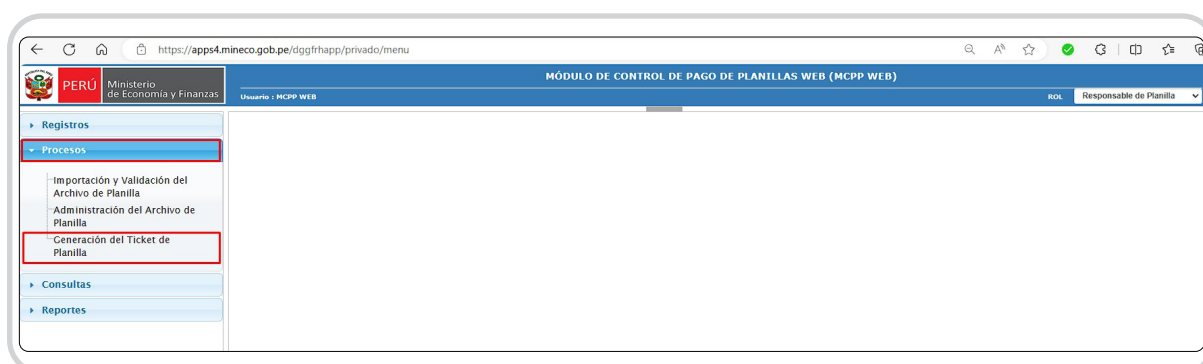 https://apps4.mineco.gob.pe/dggfrhapp/privado/menu
PERÚ
Ministerio
de Economía y Finanzas
MÓDULO DE CONTROL DE PAGO DE PLANILLAS WEB (MCPP WEB)
Usuario : MCPP WEB
ROL
Responsable de Planilla
Registros
Procesos
Importación y Validación del
Archivo de Planilla
Administración del Archivo de
Planilla
Generación del Ticket de
Planilla
Consultas
Reportes